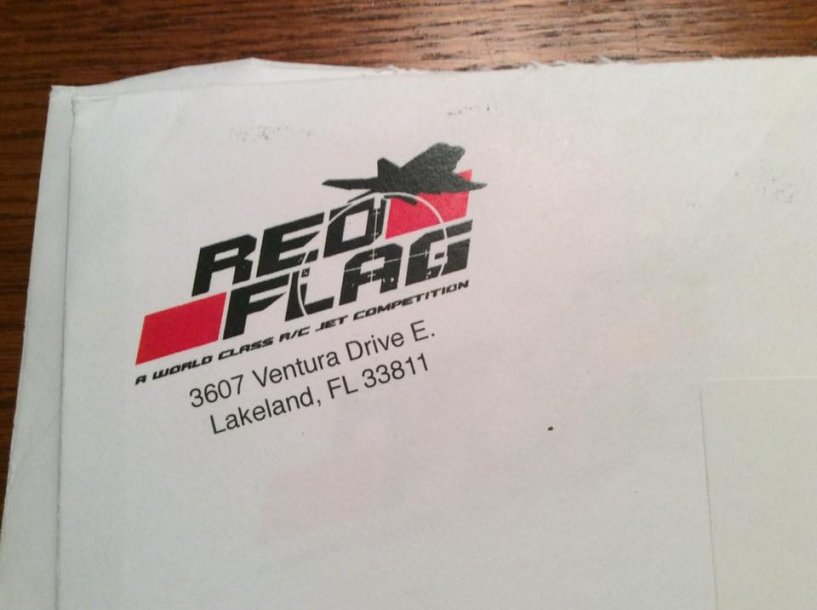 RED
FLAG
A WORLD CLASS R/C JET COMPETITION
3607 Ventura Drive E.
Lakeland, FL 33811